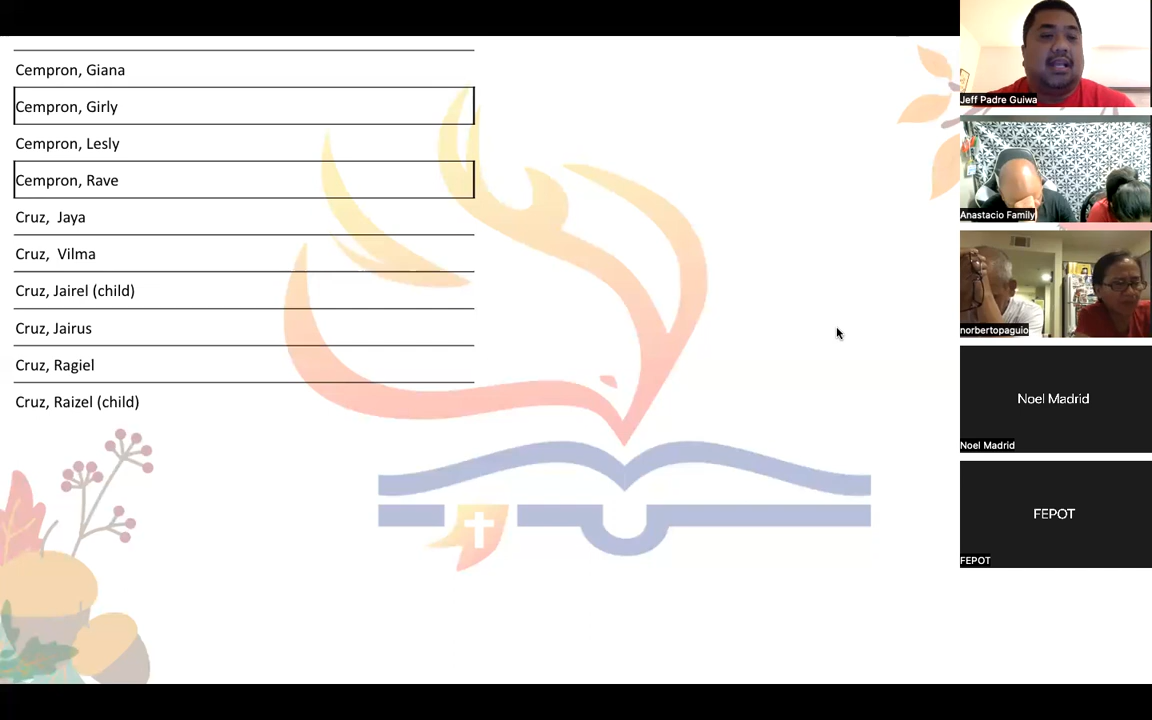 Cempron, Giana
Cempron, Girly
Cempron, Lesly
Cempron, Rave
Cruz,  Jaya
Cruz,  Vilma
Cruz, Jairel (child)
Cruz, Jairus
Cruz, Ragiel
Cruz, Raizel (child)
Jeff Padre Guiwa
Anastacio Family
norbertopaguio
Noel Madrid
Noel Madrid
FEPOT
FEPOT